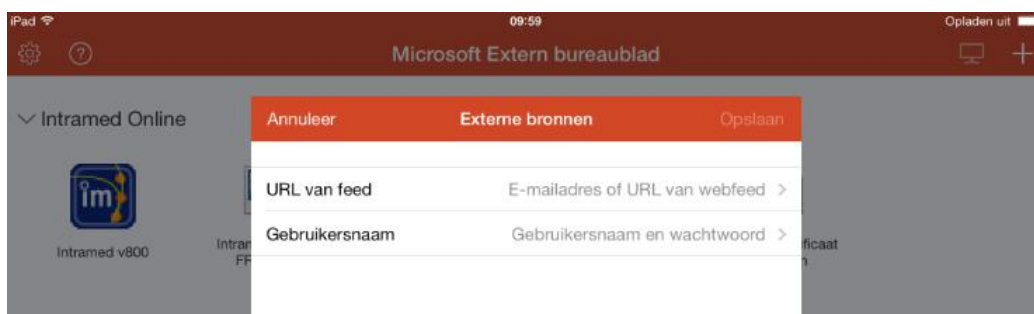 iPad 09:59 Opladen uit
Microsoft Extern bureaublad
Intramed Online
Annuleer Externe bronnen Opslaan
URL van feed E-mailadres of URL van webfeed
Gebruikersnaam Gebruikersnaam en wachtwoord
im
Intramed v800